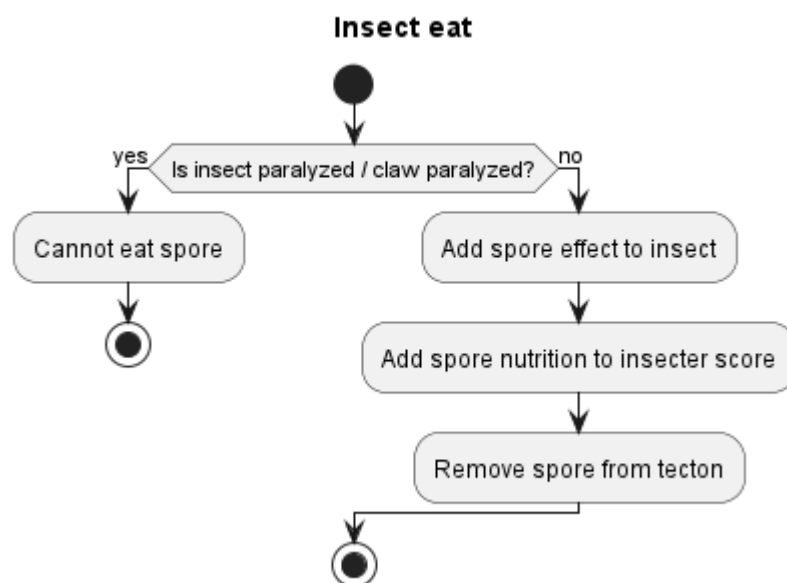 Insect eat
yes
Is insect paralyzed / claw paralyzed?
no
Cannot eat spore
Add spore effect to insect
Add spore nutrition to insecter score
Remove spore from tecton